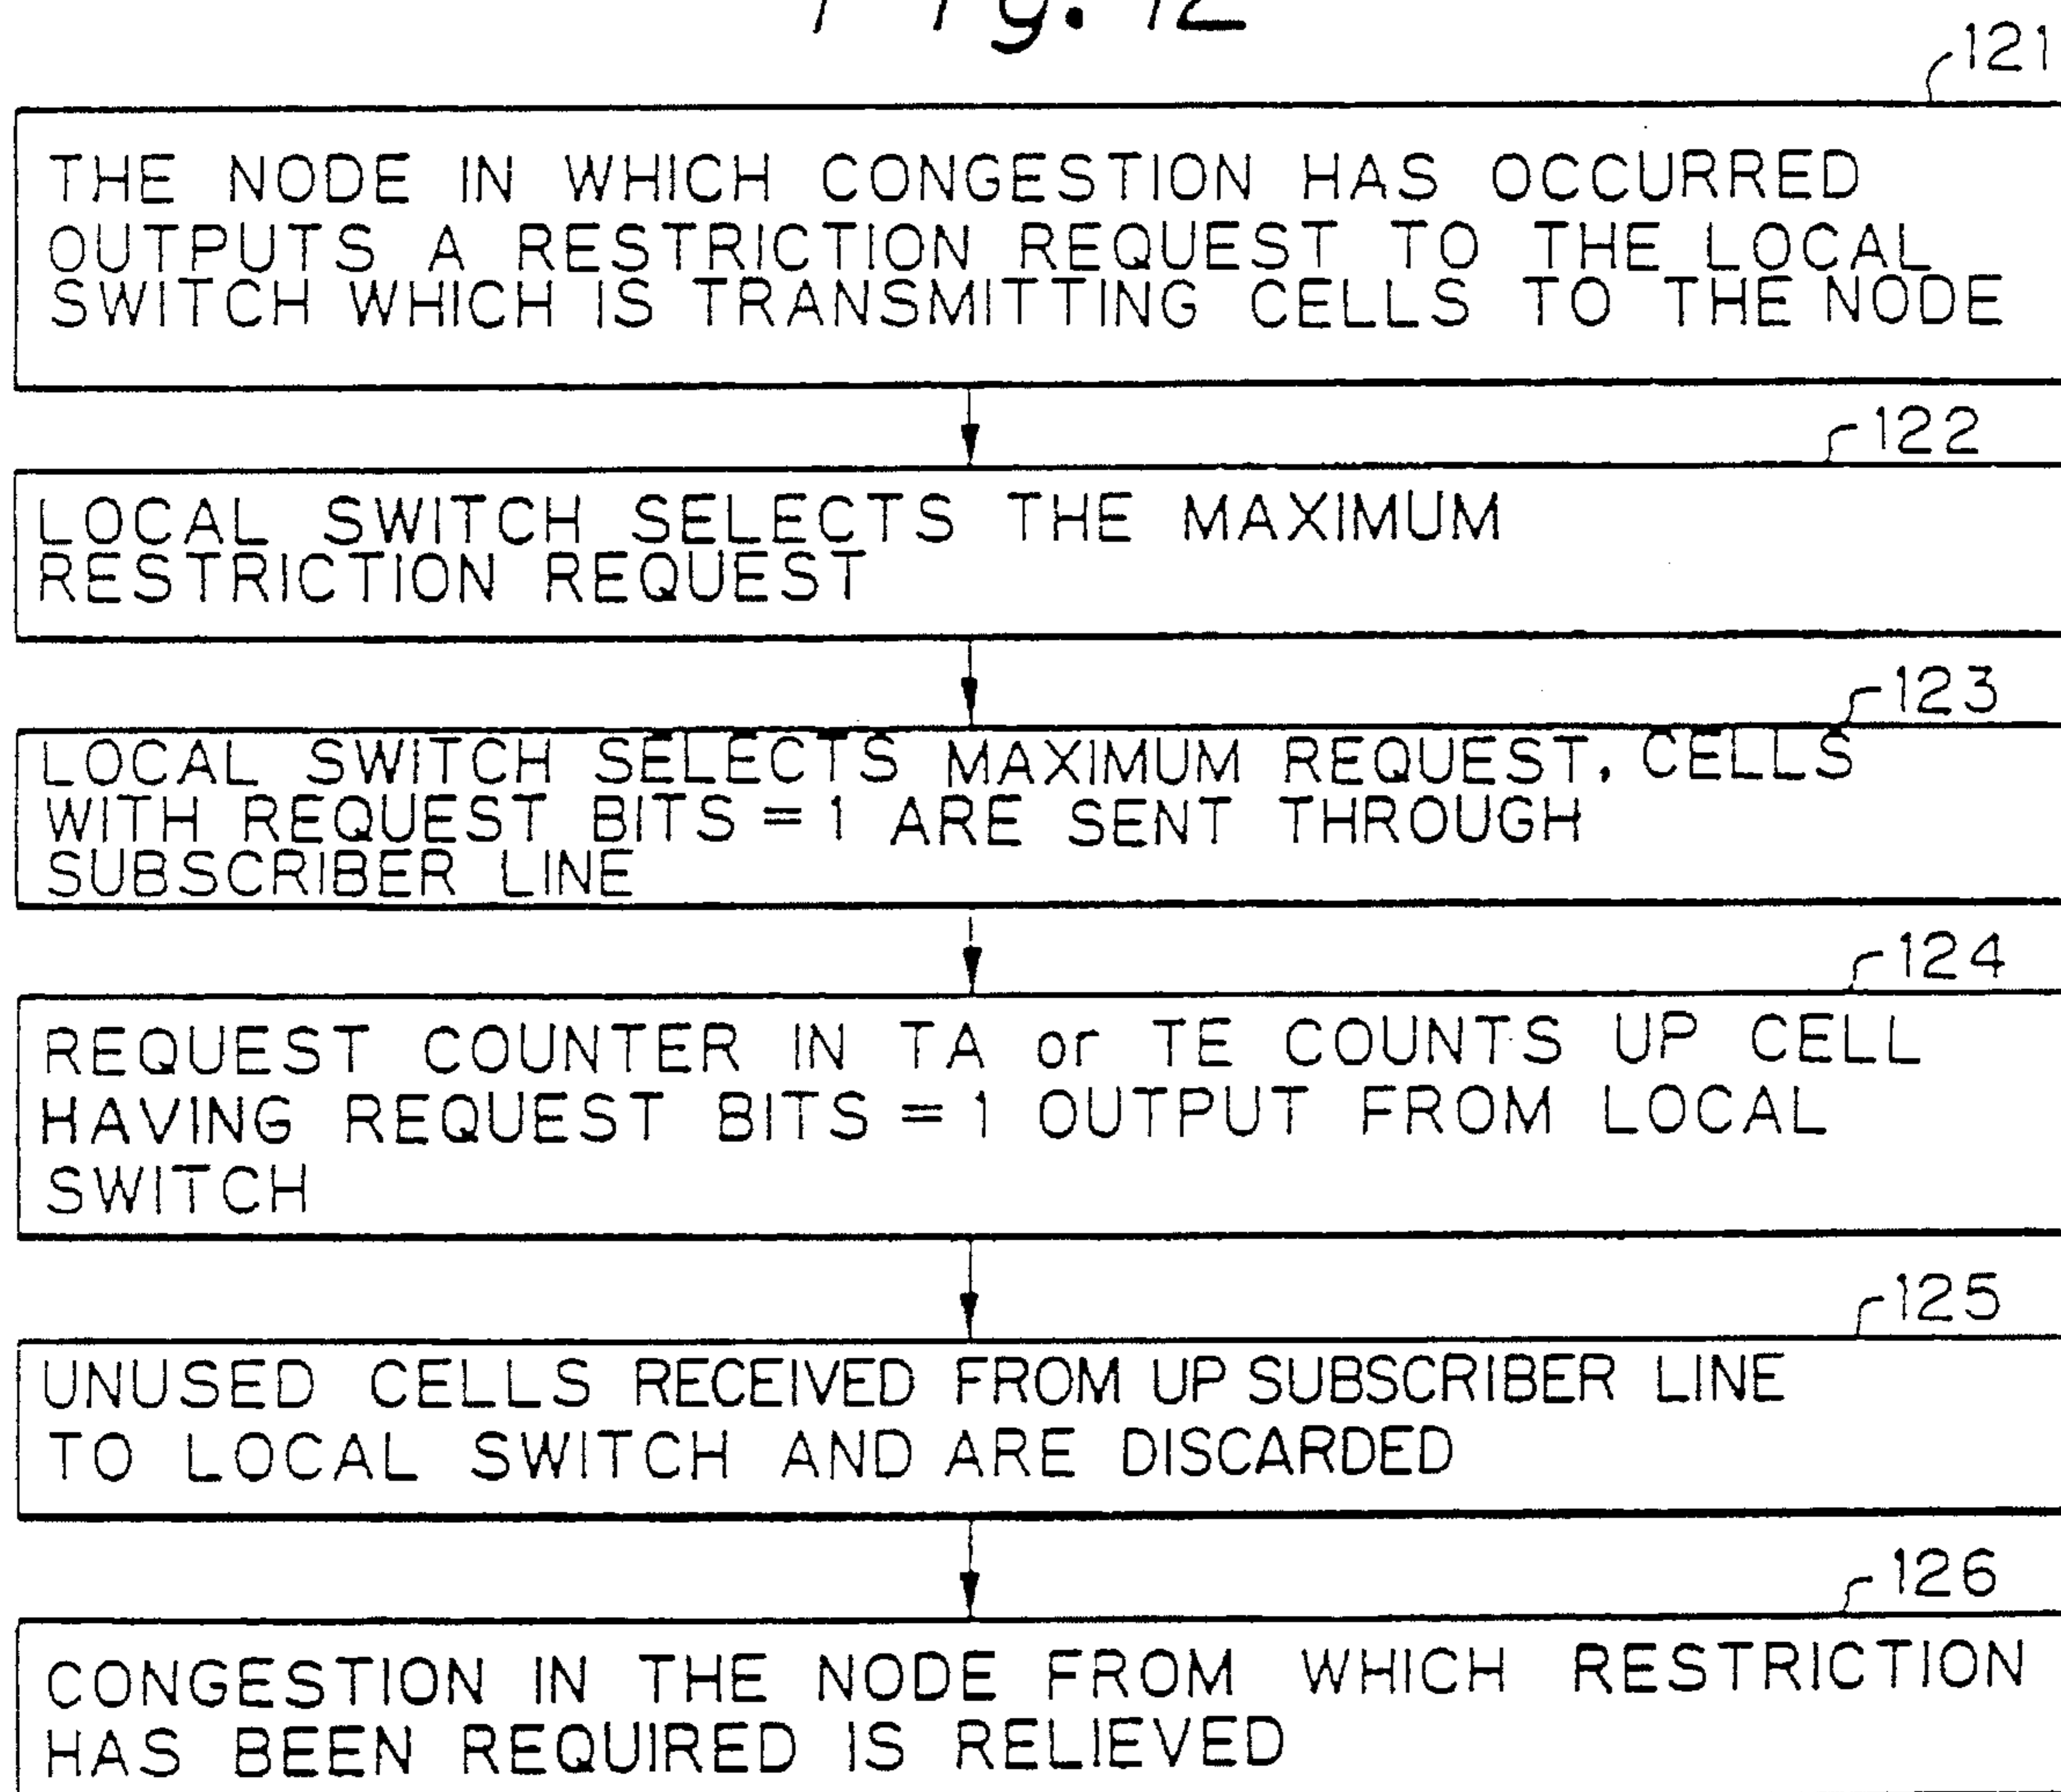 Fig. 12
121
THE NODE IN WHICH CONGESTION HAS OCCURRED
OUTPUTS A RESTRICTION REQUEST TO THE LOCAL
SWITCH WHICH IS TRANSMITTING CELLS TO THE NODE
122
LOCAL SWITCH SELECTS THE MAXIMUM
RESTRICTION REQUEST
123
LOCAL SWITCH SELECTS MAXIMUM REQUEST. CELLS
WITH REQUEST BITS = 1 ARE SENT THROUGH
SUBSCRIBER LINE
124
REQUEST COUNTER IN TA or TE COUNTS UP CELL
HAVING REQUEST BITS = 1 OUTPUT FROM LOCAL
SWITCH
125
UNUSED CELLS RECEIVED FROM UP SUBSCRIBER LINE
TO LOCAL SWITCH AND ARE DISCARDED
126
CONGESTION IN THE NODE FROM WHICH RESTRICTION
HAS BEEN REQUIRED IS RELIEVED